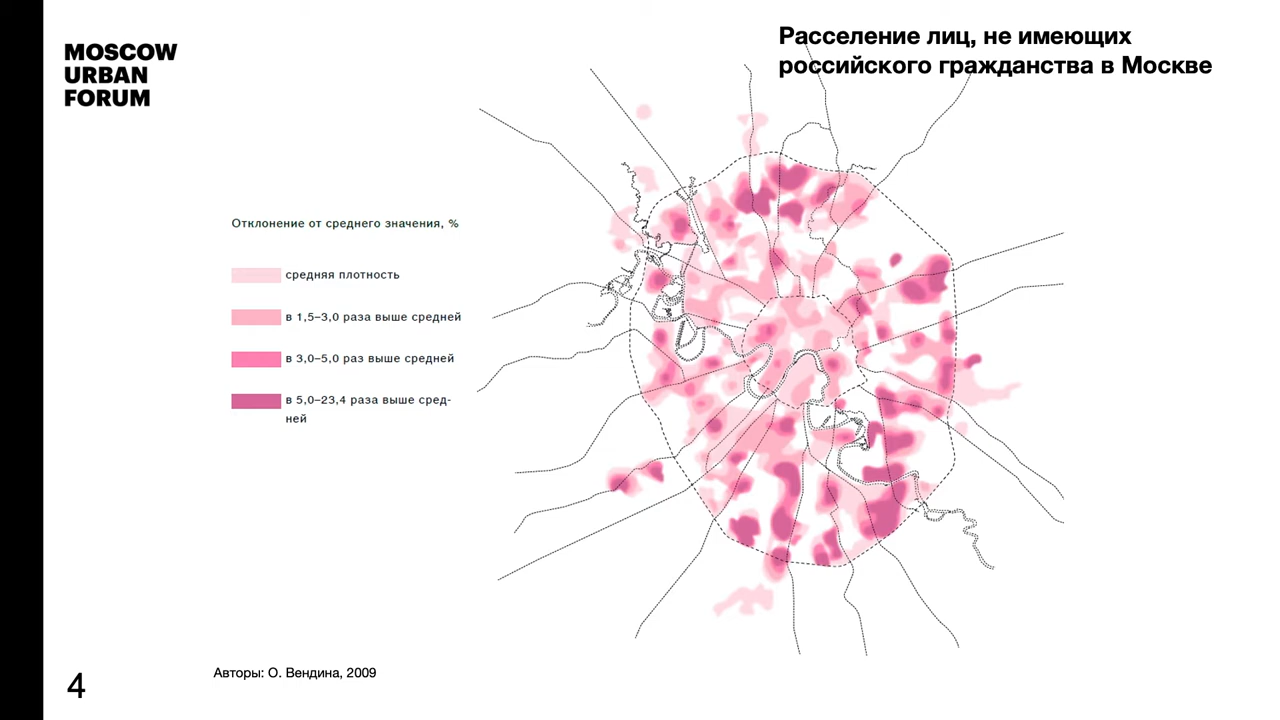 MOSCOW
URBAN
FORUM
Расселение лиц, не имеющих
российского гражданства в Москве
Отклонение от среднего значения, %
средняя плотность
в 1,5–3,0 раза выше средней
в 3,0–5,0 раз выше средней
в 5,0–23,4 раза выше сред-
ней
Авторы: О. Вендина, 2009
4